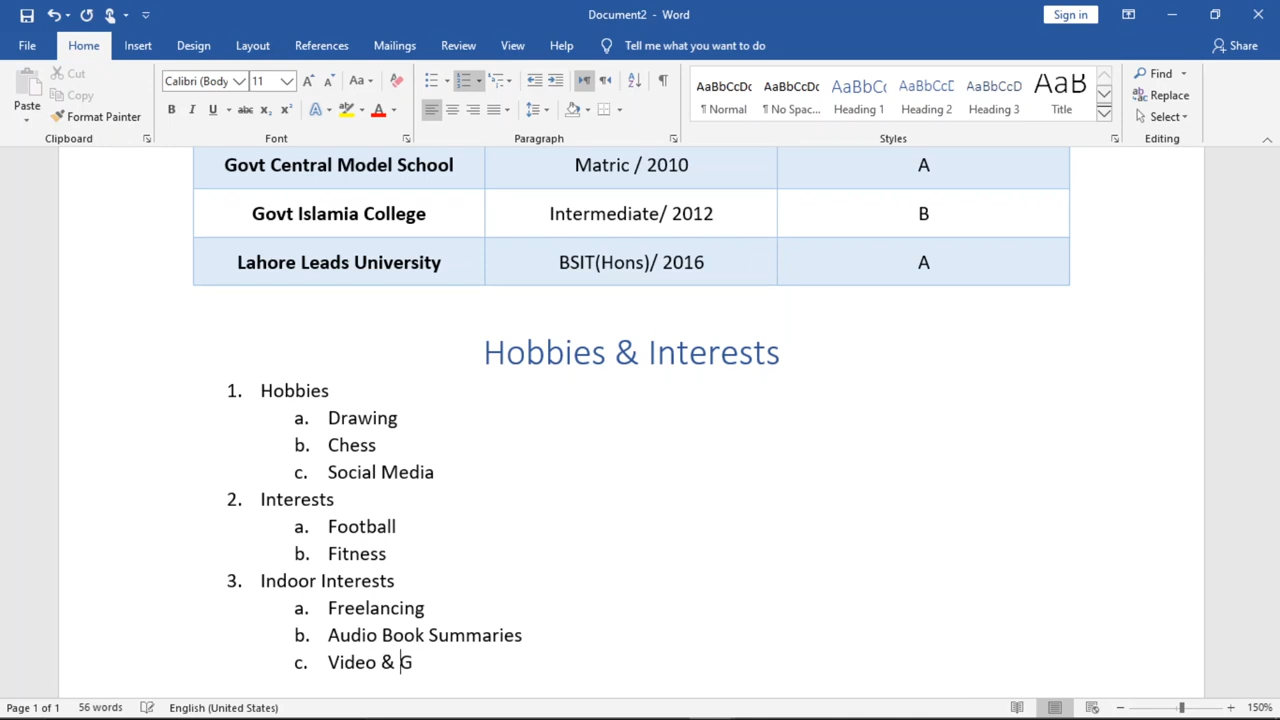 Document2 - Word
Sign in
File Home Insert Design Layout References Mailings Review View Help Tell me what you want to do Share
Paste
Cut
Copy
Format Painter
Clipboard
Calibri (Body 11
Font
Paragraph
AaBbCcDc AaBbCcDc AaBbCc AaBbCcD AaBbCcD AaB
¶ Normal ¶ No Spac... Heading 1 Heading 2 Heading 3 Title
Styles
Find
Replace
Select
Editing
Govt Central Model School Matric / 2010 A
Govt Islamia College Intermediate/ 2012 B
Lahore Leads University BSIT(Hons)/ 2016 A
Hobbies & Interests
1. Hobbies
a. Drawing
b. Chess
c. Social Media
2. Interests
a. Football
b. Fitness
3. Indoor Interests
a. Freelancing
b. Audio Book Summaries
c. Video & G
Page 1 of 1 56 words English (United States) 150%